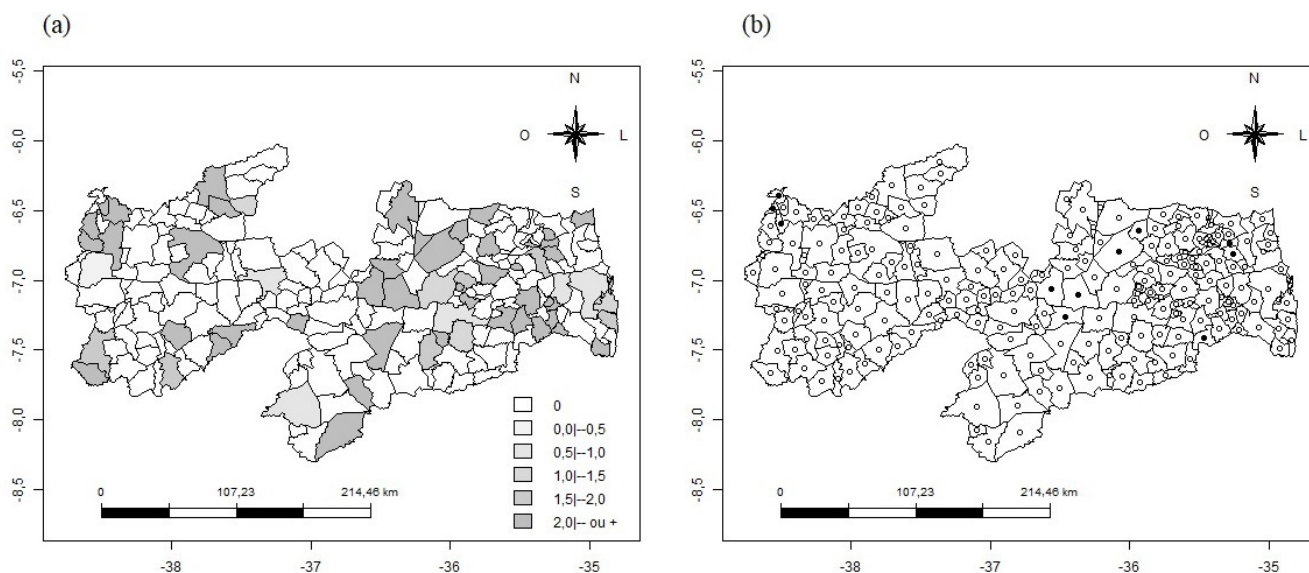 (a)
(b)
-5,5
-6,0
-6,5
-7,0
-7,5
-8,0
-8,5
N
O
L
S
0
0,0|--0,5
0,5|--1,0
1,0|--1,5
1,5|--2,0
2,0|-- ou +
0
107,23
214,46 km
-38
-37
-36
-35
-5,5
-6,0
-6,5
-7,0
-7,5
-8,0
-8,5
N
O
L
S
0
107,23
214,46 km
-38
-37
-36
-35